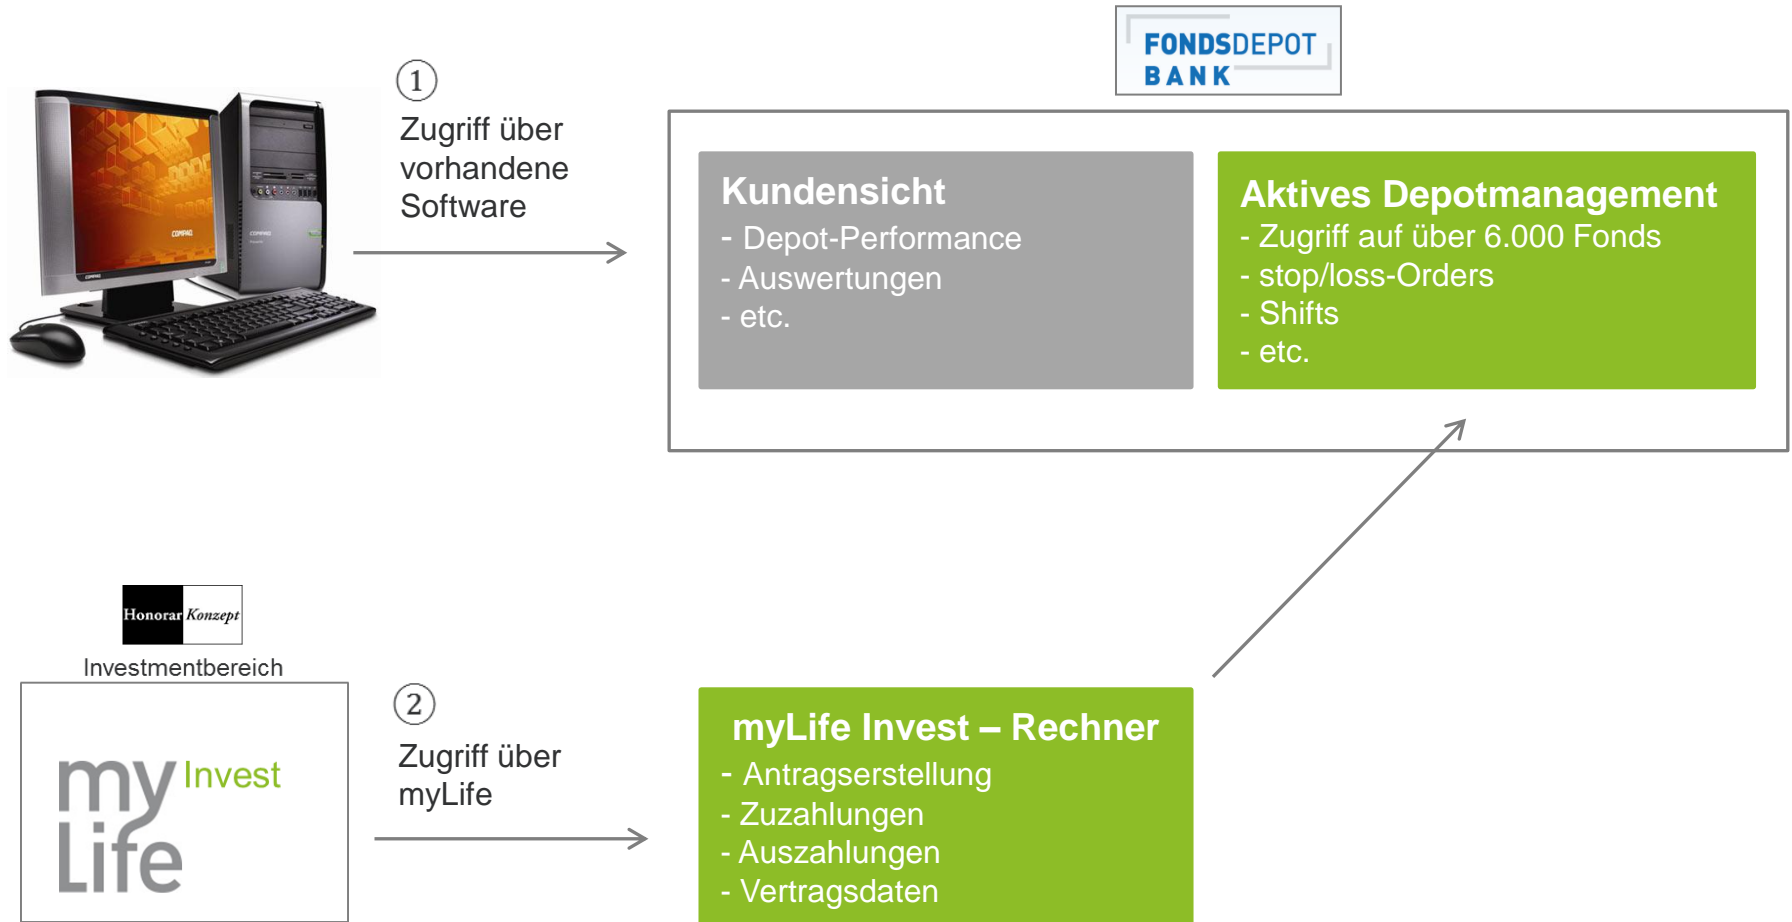 FONDSDEPOT
BANK
①
Zugriff über
vorhandene
Software
COMPAQ
Kundensicht
- Depot-Performance
- Auswertungen
- etc.
Aktives Depotmanagement
- Zugriff auf über 6.000 Fonds
- stop/loss-Orders
- Shifts
- etc.
Honorar Konzept
Investmentbereich
my Invest
Life
②
Zugriff über
myLife
myLife Invest – Rechner
- Antragserstellung
- Zuzahlungen
- Auszahlungen
- Vertragsdaten